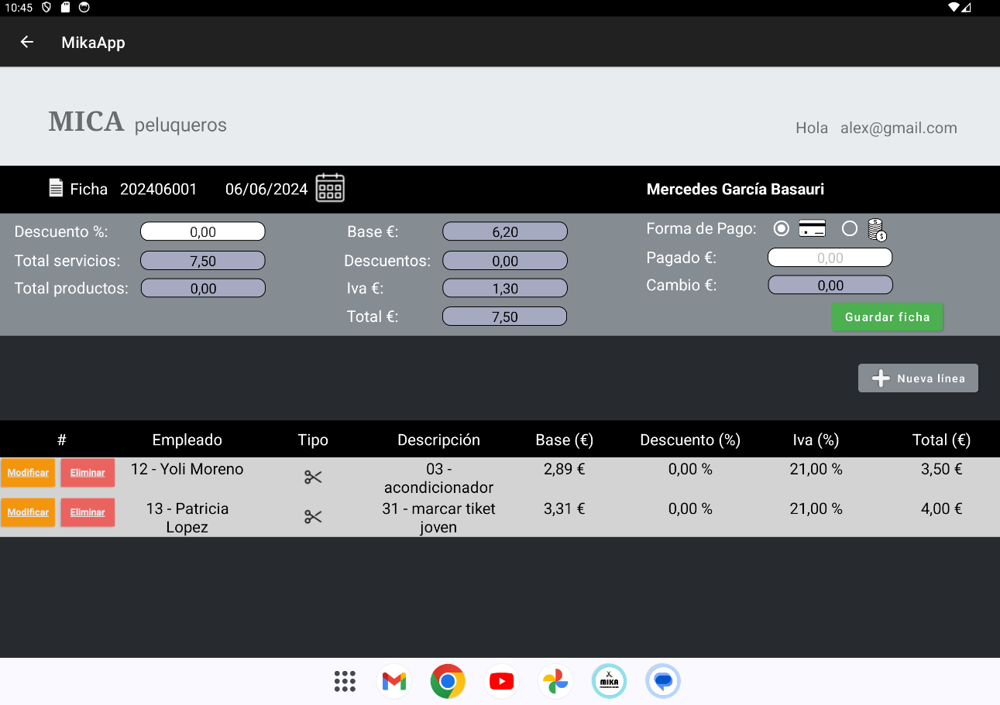 10:45
MikaApp
MICA peluqueros
Hola alex@gmail.com
Ficha 202406001 06/06/2024 Mercedes García Basauri
Descuento %: 0,00 Base €: 6,20 Forma de Pago:
Total servicios: 7,50 Descuentos: 0,00 Pagado €: 0,00
Total productos: 0,00 Iva €: 1,30 Cambio €: 0,00
Total €: 7,50 Guardar ficha
Nueva línea
# Empleado Tipo Descripción Base (€) Descuento (%) Iva (%) Total (€)
Modificar Eliminar 12 - Yoli Moreno 03 - 2,89 € 0,00 % 21,00 % 3,50 €
acondicionador
Modificar Eliminar 13 - Patricia 31 - marcar tiket 3,31 € 0,00 % 21,00 % 4,00 €
Lopez joven
MIKA